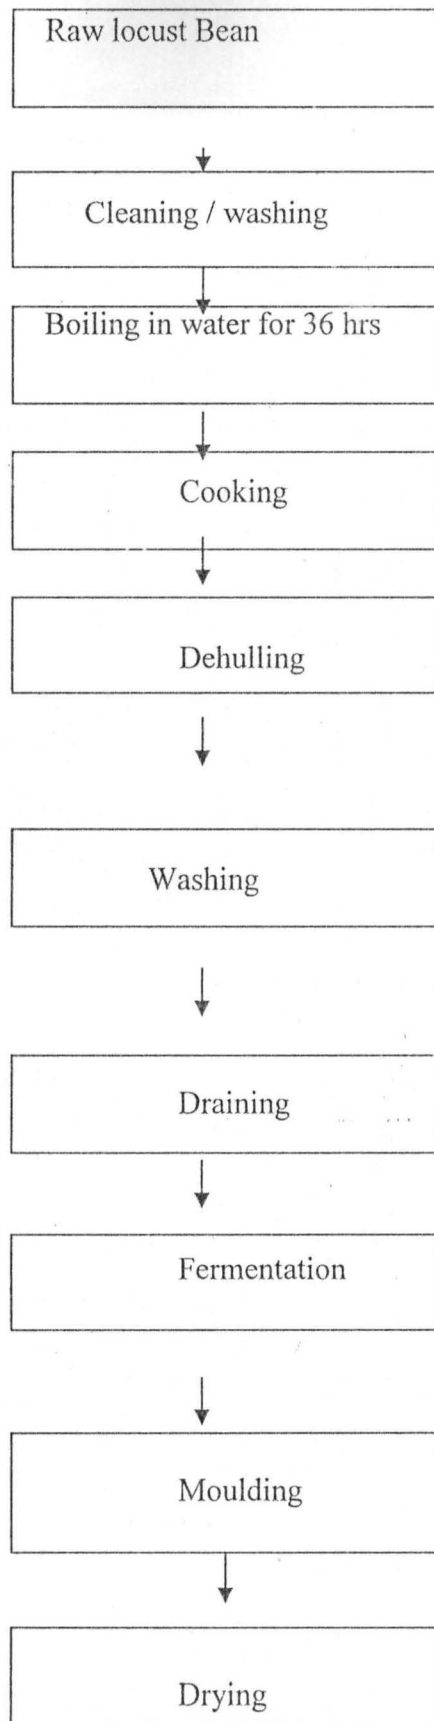 Raw locust Bean
Cleaning / washing
Boiling in water for 36 hrs
Cooking
Dehulling
Washing
Draining
Fermentation
Moulding
Drying